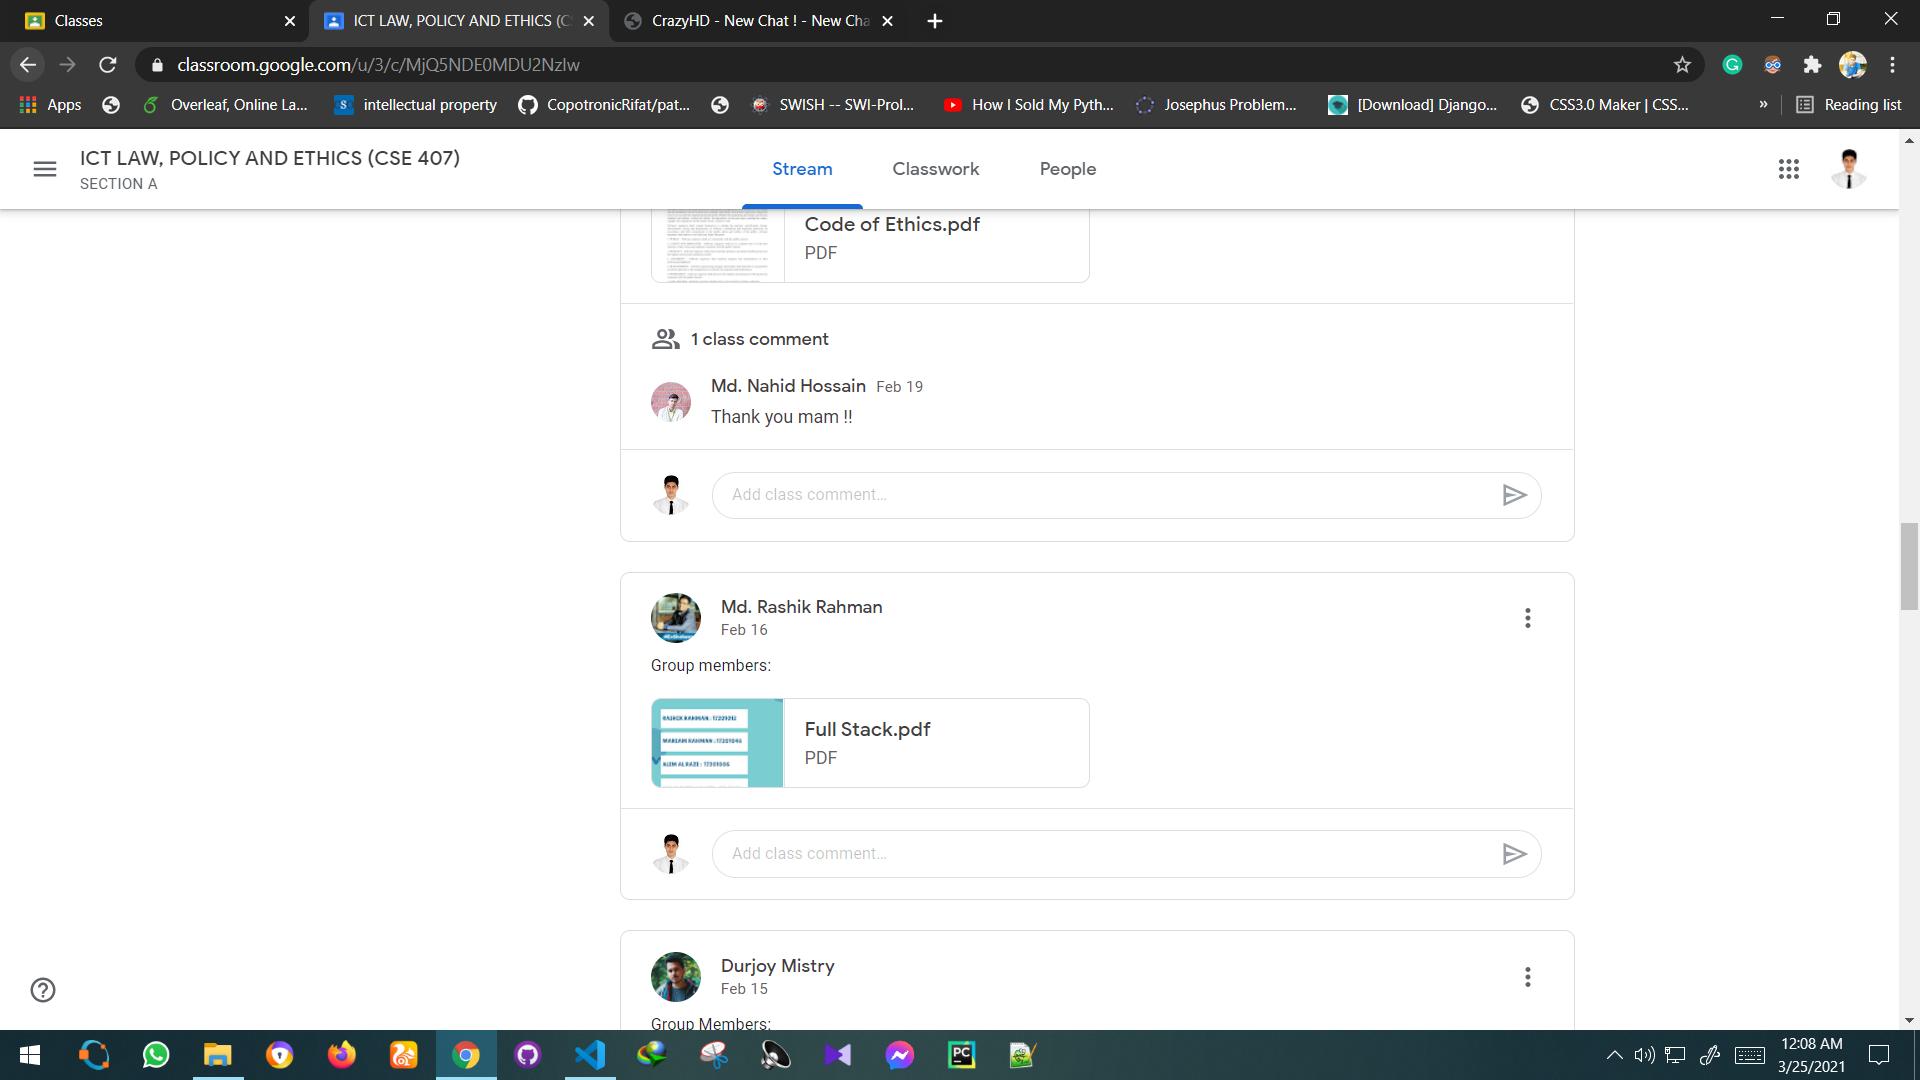 Classes
ICT LAW, POLICY AND ETHICS (C
CrazyHD - New Chat ! - New Cha
classroom.google.com/u/3/c/MjQ5NDE0MDU2Nzlw
Apps
Overleaf, Online La...
intellectual property
CopotronicRifat/pat...
SWISH -- SWI-Prol...
How I Sold My Pyth...
Josephus Problem...
[Download] Django...
CSS3.0 Maker | CSS...
»
Reading list
ICT LAW, POLICY AND ETHICS (CSE 407)
SECTION A
Stream
Classwork
People
Code of Ethics.pdf
PDF
1 class comment
Md. Nahid Hossain Feb 19
Thank you mam !!
Add class comment...
Md. Rashik Rahman
Feb 16
Group members:
RASHIK RAHMAN : 17201012
MARIAM RAHMAN : 17201046
ALEM AL RAZI : 17201006
Full Stack.pdf
PDF
Add class comment...
Durjoy Mistry
Feb 15
Group Members:
12:08 AM
3/25/2021